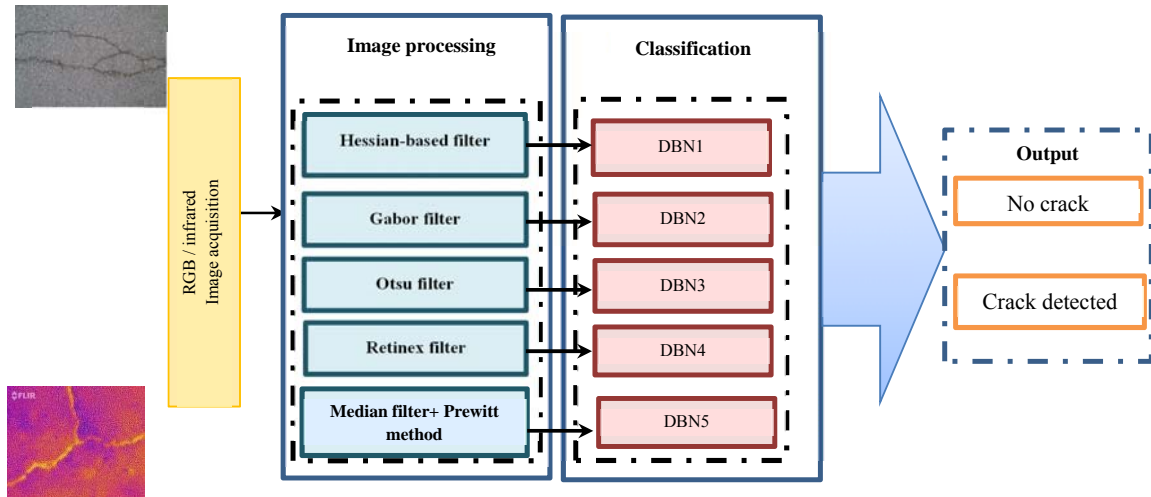 Image processing
Classification
Hessian-based filter
DBN1
Gabor filter
DBN2
Otsu filter
DBN3
Retinex filter
DBN4
Median filter+ Prewitt
method
DBN5
RGB / infrared
Image acquisition
Output
No crack
Crack detected
FLIR